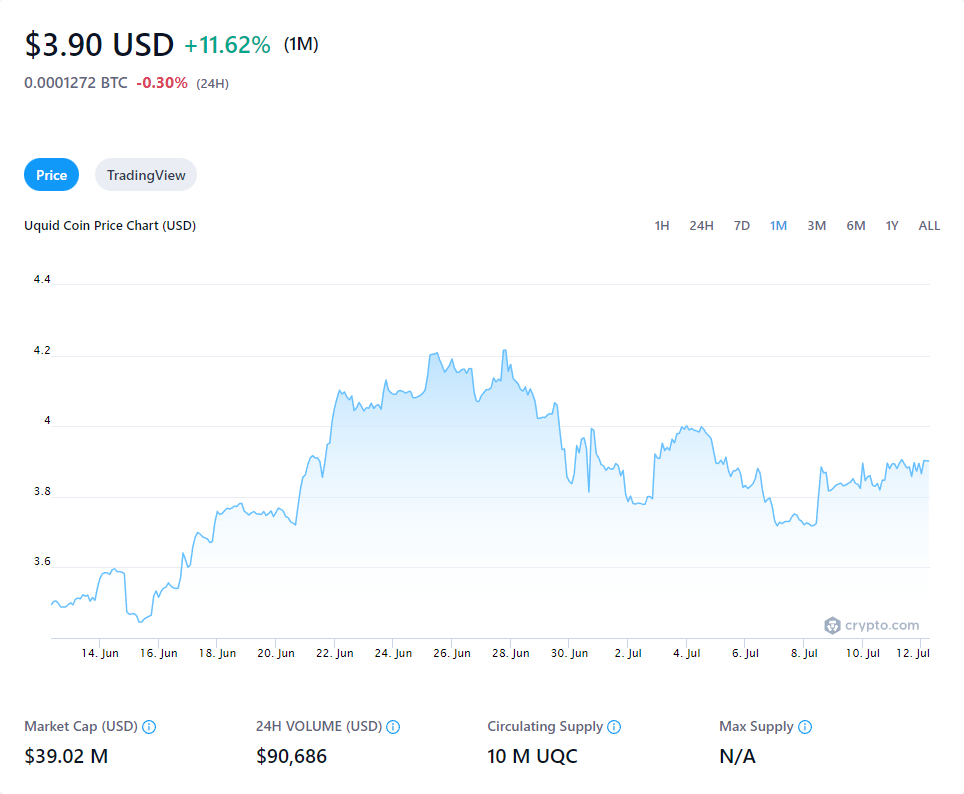 $3.90 USD +11.62% (1M)
0.0001272 BTC -0.30% (24H)
Price TradingView
Uquid Coin Price Chart (USD) 1H 24H 7D 1M 3M 6M 1Y ALL
4.4
4.2
4
3.8
3.6
crypto.com
14. Jun 16. Jun 18. Jun 20. Jun 22. Jun 24. Jun 26. Jun 28. Jun 30. Jun 2. Jul 4. Jul 6. Jul 8. Jul 10. Jul 12. Jul
Market Cap (USD) 24H VOLUME (USD) Circulating Supply Max Supply
$39.02 M $90,686 10 M UQC N/A